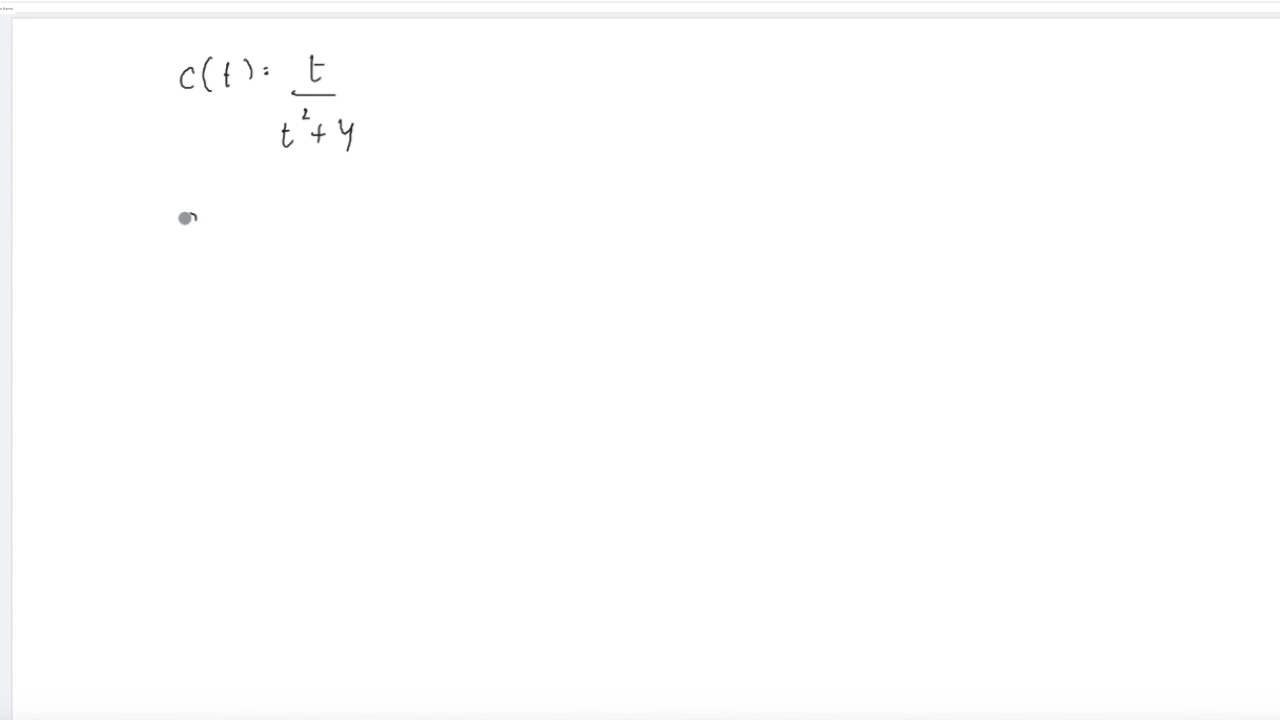 c(t) = t
t² + 4